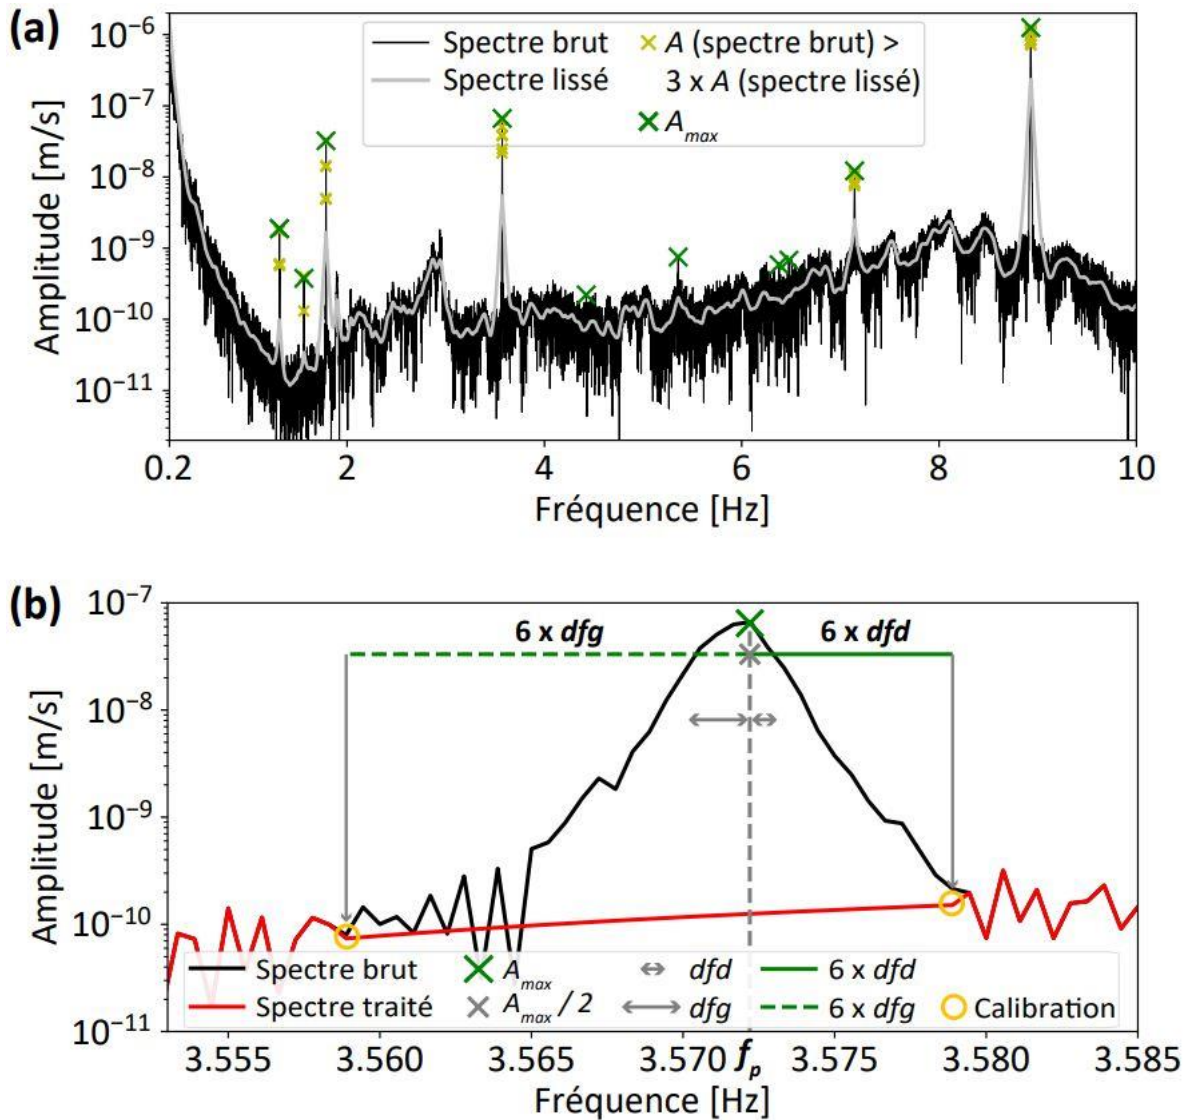 (a)
Amplitude [m/s]
10⁻⁶
10⁻⁷
10⁻⁸
10⁻⁹
10⁻¹⁰
10⁻¹¹
Spectre brut
Spectre lissé
A (spectre brut) >
3 x A (spectre lissé)
A_max
0.2 2 4 6 8 10
Fréquence [Hz]
(b)
Amplitude [m/s]
10⁻⁷
10⁻⁸
10⁻⁹
10⁻¹⁰
10⁻¹¹
6 x dfg 6 x dfd
Spectre brut A_max dfd 6 x dfd
Spectre traité A_max / 2 dfg 6 x dfg Calibration
3.555 3.560 3.565 3.570 f_p 3.575 3.580 3.585
Fréquence [Hz]